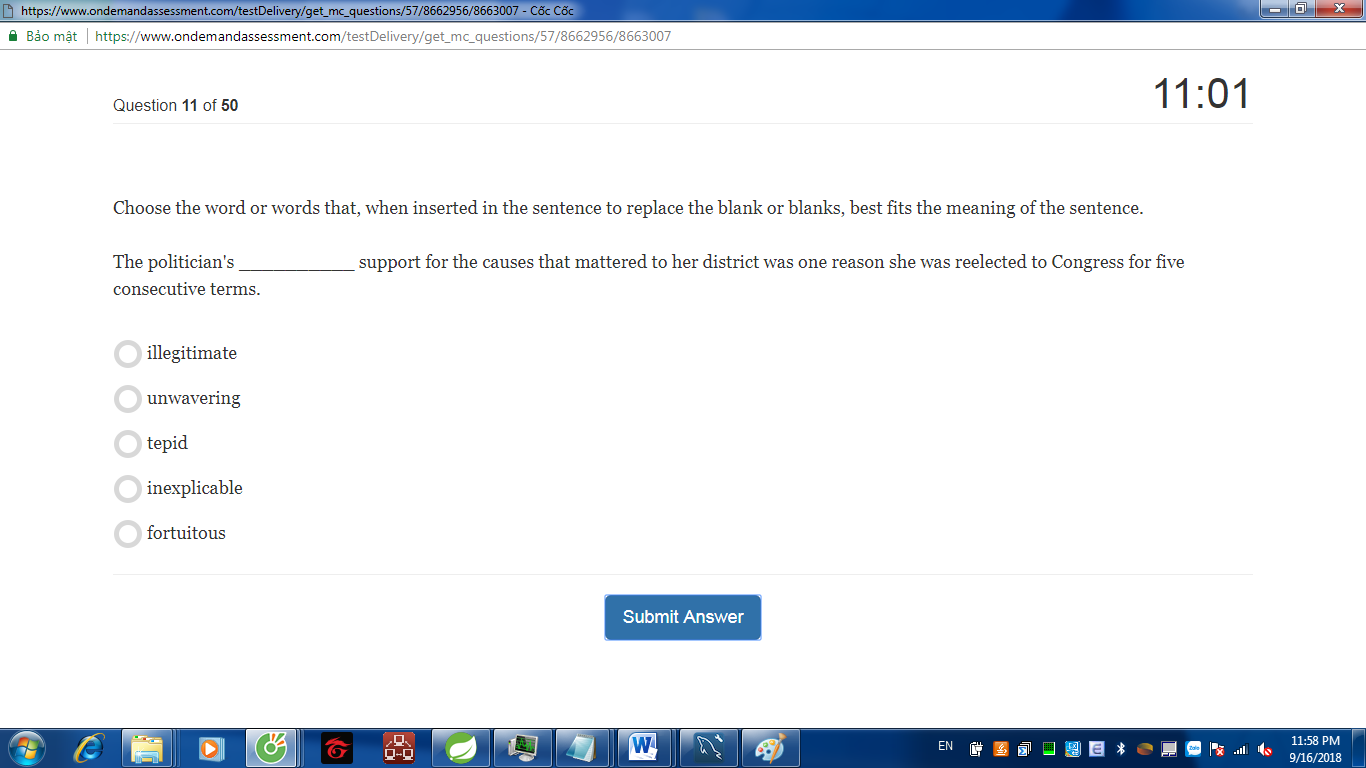 https://www.ondemandassessment.com/testDelivery/get_mc_questions/57/8662956/8663007 - Cốc Cốc
Bảo mật https://www.ondemandassessment.com/testDelivery/get_mc_questions/57/8662956/8663007
11:01
Question 11 of 50
Choose the word or words that, when inserted in the sentence to replace the blank or blanks, best fits the meaning of the sentence.
The politician's ____________ support for the causes that mattered to her district was one reason she was reelected to Congress for five
consecutive terms.
illegitimate
unwavering
tepid
inexplicable
fortuitous
Submit Answer
EN
11:58 PM
9/16/2018